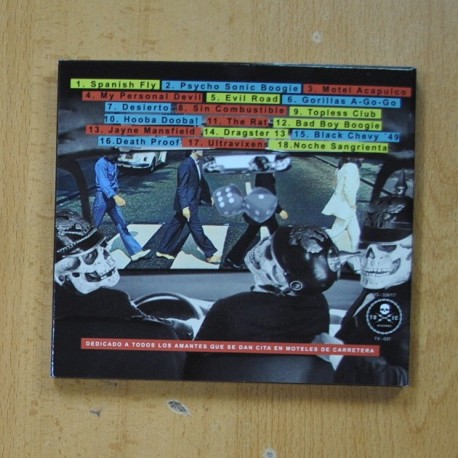 1. Spanish Fly 2. Psycho Sonic Boogie 3. Motel Acapulco
4. My Personal Devil 5. Evil Road 6. Gorillas A-Go-Go
7. Desierto 8. Sin Combustible 9. Topless Club
10. Hooba Dooba! 11. The Rat 12. Bad Boy Boogie
13. Jayne Mansfield 14. Dragster 13 15. Black Chevy ´49
16.Death Proof 17. Ultravixens 18.Noche Sangrienta
DEDICADO A TODOS LOS AMANTES QUE SE DAN CITA EN MOTELES DE CARRETERA